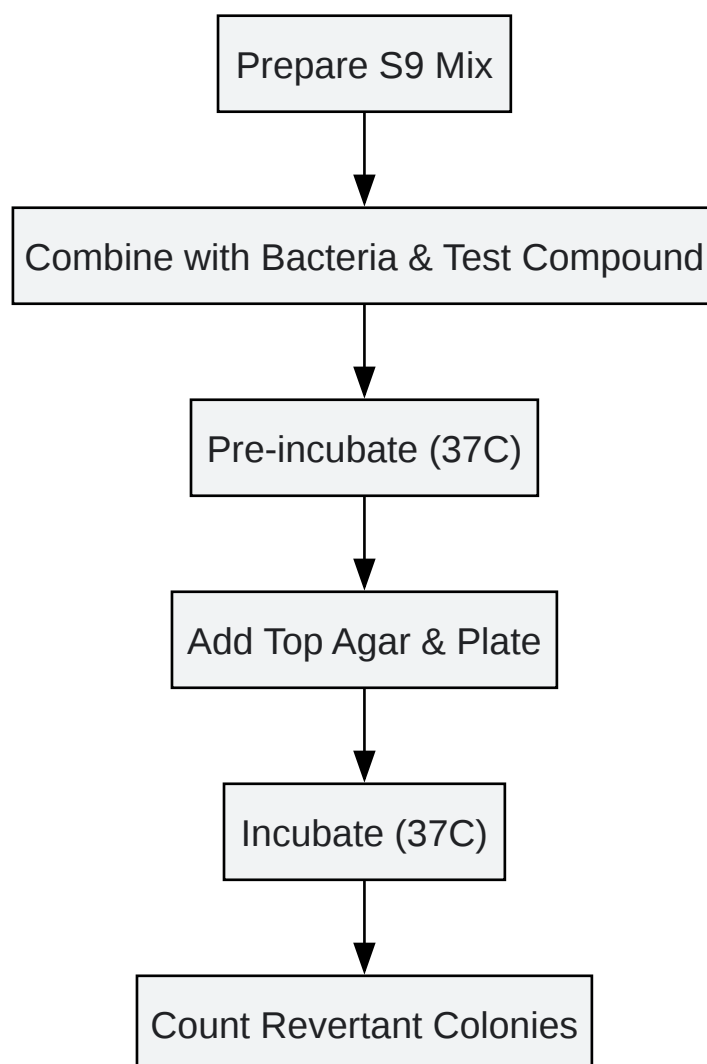 Prepare S9 Mix
Combine with Bacteria & Test Compound
Pre-incubate (37C)
Add Top Agar & Plate
Incubate (37C)
Count Revertant Colonies